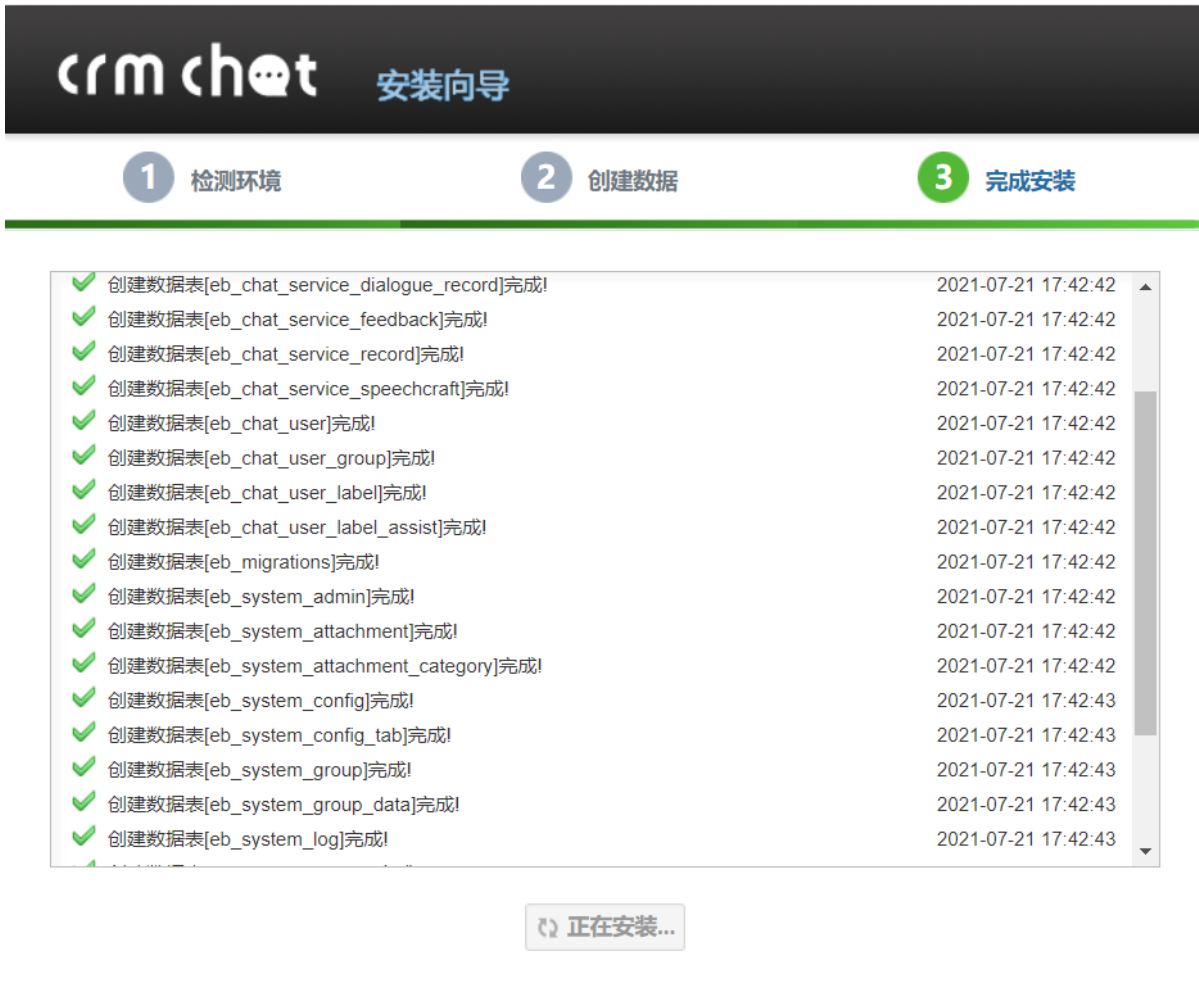 crm chat 安装向导
1 检测环境 2 创建数据 3 完成安装
创建数据表[eb_chat_service_dialogue_record]完成! 2021-07-21 17:42:42
创建数据表[eb_chat_service_feedback]完成! 2021-07-21 17:42:42
创建数据表[eb_chat_service_record]完成! 2021-07-21 17:42:42
创建数据表[eb_chat_service_speechcraft]完成! 2021-07-21 17:42:42
创建数据表[eb_chat_user]完成! 2021-07-21 17:42:42
创建数据表[eb_chat_user_group]完成! 2021-07-21 17:42:42
创建数据表[eb_chat_user_label]完成! 2021-07-21 17:42:42
创建数据表[eb_chat_user_label_assist]完成! 2021-07-21 17:42:42
创建数据表[eb_migrations]完成! 2021-07-21 17:42:42
创建数据表[eb_system_admin]完成! 2021-07-21 17:42:42
创建数据表[eb_system_attachment]完成! 2021-07-21 17:42:42
创建数据表[eb_system_attachment_category]完成! 2021-07-21 17:42:42
创建数据表[eb_system_config]完成! 2021-07-21 17:42:43
创建数据表[eb_system_config_tab]完成! 2021-07-21 17:42:43
创建数据表[eb_system_group]完成! 2021-07-21 17:42:43
创建数据表[eb_system_group_data]完成! 2021-07-21 17:42:43
创建数据表[eb_system_log]完成! 2021-07-21 17:42:43
正在安装...